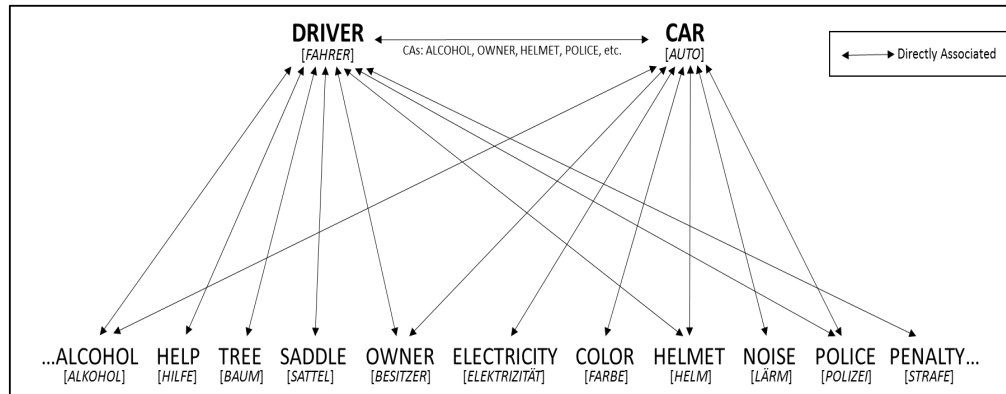 DRIVER CAR
[FAHRER] CAs: ALCOHOL, OWNER, HELMET, POLICE, etc. [AUTO]
Directly Associated
...ALCOHOL HELP TREE SADDLE OWNER ELECTRICITY COLOR HELMET NOISE POLICE PENALTY...
[ALKOHOL] [HILFE] [BAUM] [SATTEL] [BESITZER] [ELEKTRIZITÄT] [FARBE] [HELM] [LÄRM] [POLIZEI] [STRAFE]